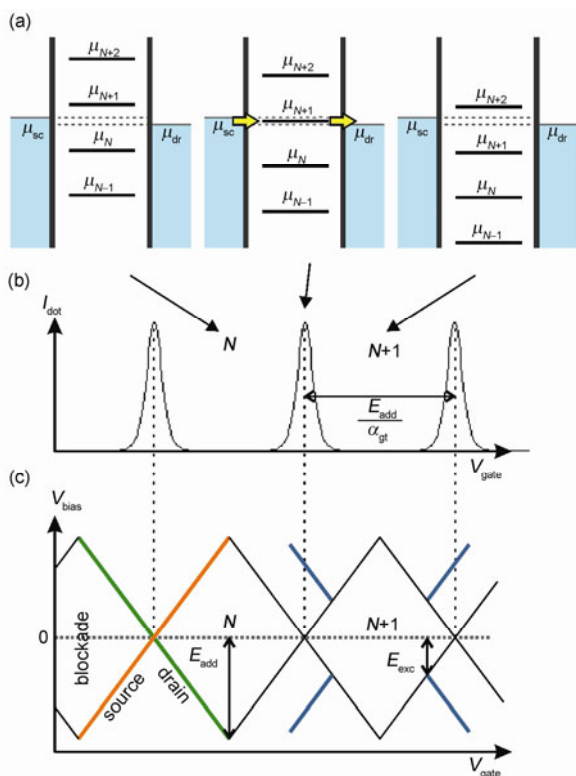 (a)
μN+2 μN+2
μN+1 μN+1 μN+2
μsc μN μdr μsc μN μdr μsc μN+1 μdr
μN−1 μN−1 μN
μN−1
(b)
Idot
N N+1
Eadd
αgt
Vgate
(c)
Vbias
N N+1
0
blockade
source
drain
Eadd
Eexc
Vgate